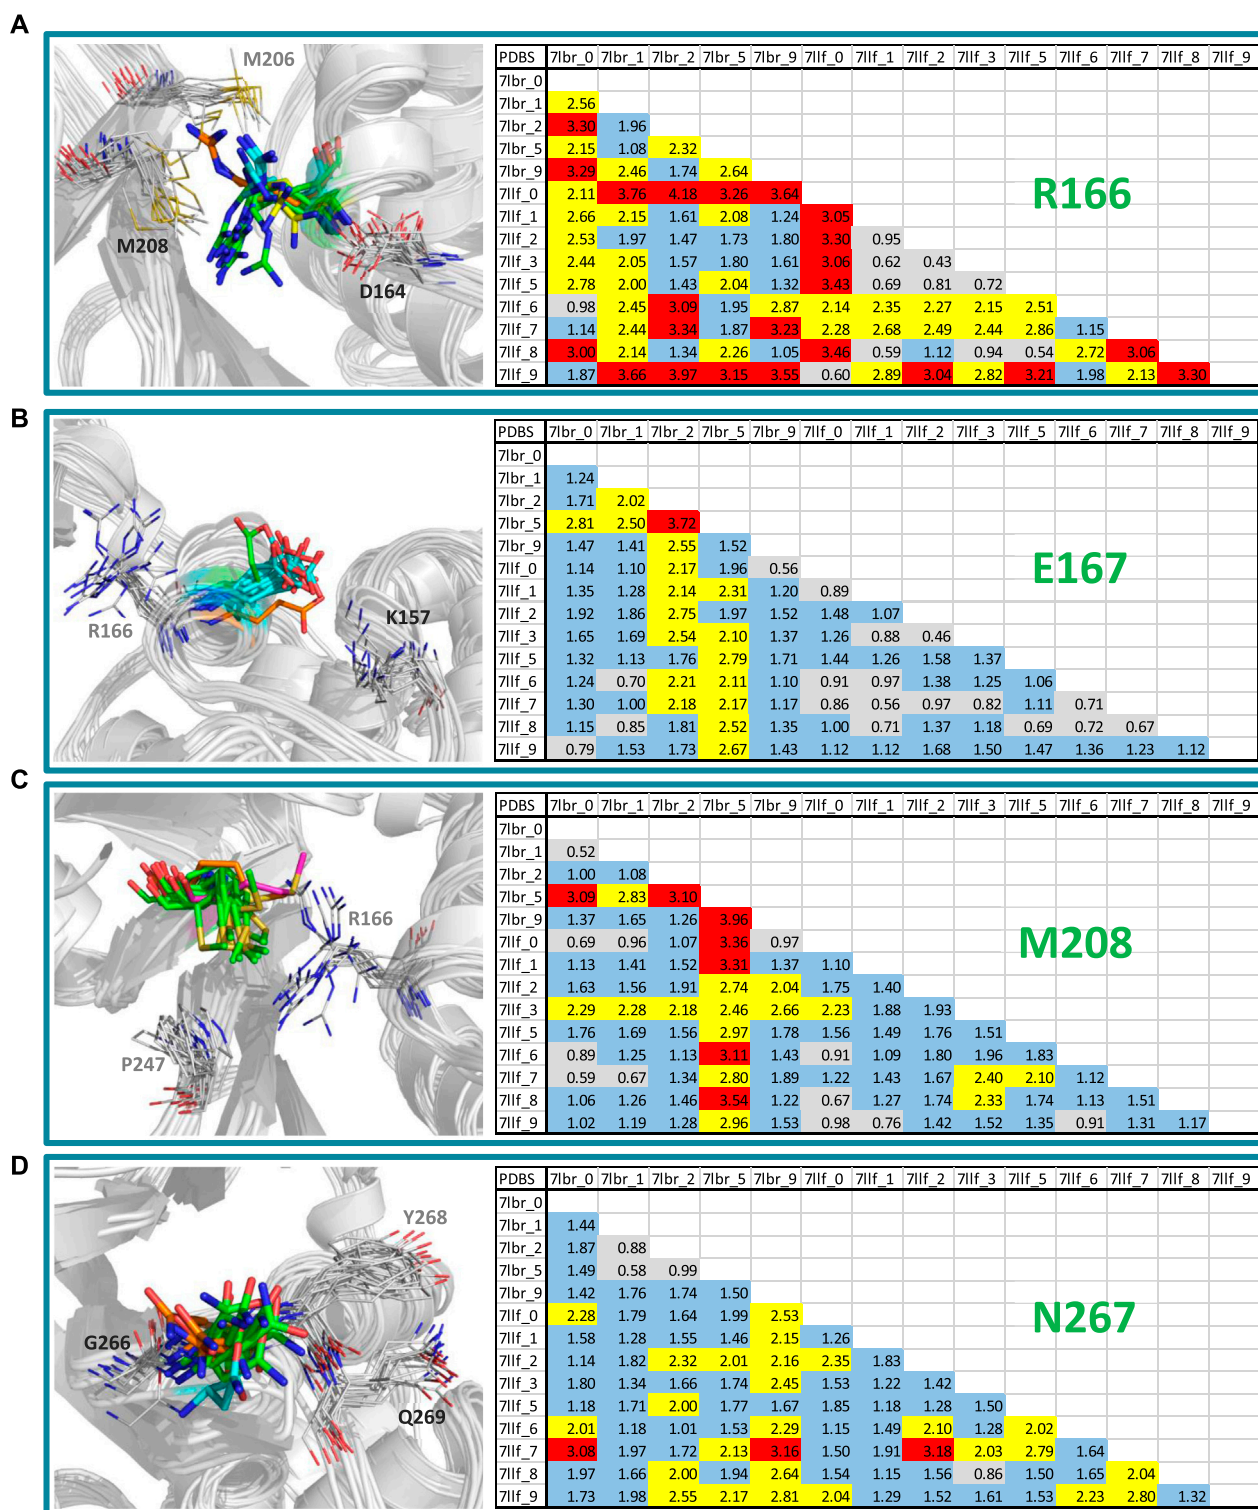 A
M206
M208
D164
PDBS 7lbr_0 7lbr_1 7lbr_2 7lbr_5 7lbr_9 7llf_0 7llf_1 7llf_2 7llf_3 7llf_5 7llf_6 7llf_7 7llf_8 7llf_9
7lbr_0
7lbr_1 2.56
7lbr_2 3.30 1.96
7lbr_5 2.15 1.08 2.32
7lbr_9 3.29 2.46 1.74 2.64
7llf_0 2.11 3.76 4.18 3.26 3.64
7llf_1 2.66 2.15 1.61 2.08 1.24 3.05
7llf_2 2.53 1.97 1.47 1.73 1.80 3.30 0.95
7llf_3 2.44 2.05 1.57 1.80 1.61 3.06 0.62 0.43
7llf_5 2.78 2.00 1.43 2.04 1.32 3.43 0.69 0.81 0.72
7llf_6 0.98 2.45 3.09 1.95 2.87 2.14 2.35 2.27 2.15 2.51
7llf_7 1.14 2.44 3.34 1.87 3.23 2.28 2.68 2.49 2.44 2.86 1.15
7llf_8 3.00 2.14 1.34 2.26 1.05 3.46 0.59 1.12 0.94 0.54 2.72 3.06
7llf_9 1.87 3.66 3.97 3.15 3.55 0.60 2.89 3.04 2.82 3.21 1.98 2.13 3.30
R166
B
R166
K157
PDBS 7lbr_0 7lbr_1 7lbr_2 7lbr_5 7lbr_9 7llf_0 7llf_1 7llf_2 7llf_3 7llf_5 7llf_6 7llf_7 7llf_8 7llf_9
7lbr_0
7lbr_1 1.24
7lbr_2 1.71 2.02
7lbr_5 2.81 2.50 3.72
7lbr_9 1.47 1.41 2.55 1.52
7llf_0 1.14 1.10 2.17 1.96 0.56
7llf_1 1.35 1.28 2.14 2.31 1.20 0.89
7llf_2 1.92 1.86 2.75 1.97 1.52 1.48 1.07
7llf_3 1.65 1.69 2.54 2.10 1.37 1.26 0.88 0.46
7llf_5 1.32 1.13 1.76 2.79 1.71 1.44 1.26 1.58 1.37
7llf_6 1.24 0.70 2.21 2.11 1.10 0.91 0.97 1.38 1.25 1.06
7llf_7 1.30 1.00 2.18 2.17 1.17 0.86 0.56 0.97 0.82 1.11 0.71
7llf_8 1.15 0.85 1.81 2.52 1.35 1.00 0.71 1.37 1.18 0.69 0.72 0.67
7llf_9 0.79 1.53 1.73 2.67 1.43 1.12 1.12 1.68 1.50 1.47 1.36 1.23 1.12
E167
C
R166
P247
PDBS 7lbr_0 7lbr_1 7lbr_2 7lbr_5 7lbr_9 7llf_0 7llf_1 7llf_2 7llf_3 7llf_5 7llf_6 7llf_7 7llf_8 7llf_9
7lbr_0
7lbr_1 0.52
7lbr_2 1.00 1.08
7lbr_5 3.09 2.83 3.10
7lbr_9 1.37 1.65 1.26 3.96
7llf_0 0.69 0.96 1.07 3.36 0.97
7llf_1 1.13 1.41 1.52 3.31 1.37 1.10
7llf_2 1.63 1.56 1.91 2.74 2.04 1.75 1.40
7llf_3 2.29 2.28 2.18 2.46 2.66 2.23 1.88 1.93
7llf_5 1.76 1.69 1.56 2.97 1.78 1.56 1.49 1.76 1.51
7llf_6 0.89 1.25 1.13 3.11 1.43 0.91 1.09 1.80 1.96 1.83
7llf_7 0.59 0.67 1.34 2.80 1.89 1.22 1.43 1.67 2.40 2.10 1.12
7llf_8 1.06 1.26 1.46 3.54 1.22 0.67 1.27 1.74 2.33 1.74 1.13 1.51
7llf_9 1.02 1.19 1.28 2.96 1.53 0.98 0.76 1.42 1.52 1.35 0.91 1.31 1.17
M208
D
Y268
G266
Q269
PDBS 7lbr_0 7lbr_1 7lbr_2 7lbr_5 7lbr_9 7llf_0 7llf_1 7llf_2 7llf_3 7llf_5 7llf_6 7llf_7 7llf_8 7llf_9
7lbr_0
7lbr_1 1.44
7lbr_2 1.87 0.88
7lbr_5 1.49 0.58 0.99
7lbr_9 1.42 1.76 1.74 1.50
7llf_0 2.28 1.79 1.64 1.99 2.53
7llf_1 1.58 1.28 1.55 1.46 2.15 1.26
7llf_2 1.14 1.82 2.32 2.01 2.16 2.35 1.83
7llf_3 1.80 1.34 1.66 1.74 2.45 1.53 1.22 1.42
7llf_5 1.18 1.71 2.00 1.77 1.67 1.85 1.18 1.28 1.50
7llf_6 2.01 1.18 1.01 1.53 2.29 1.15 1.49 2.10 1.28 2.02
7llf_7 3.08 1.97 1.72 2.13 3.16 1.50 1.91 3.18 2.03 2.79 1.64
7llf_8 1.97 1.66 2.00 1.94 2.64 1.54 1.15 1.56 0.86 1.50 1.65 2.04
7llf_9 1.73 1.98 2.55 2.17 2.81 2.04 1.29 1.52 1.61 1.53 2.23 2.80 1.32
N267